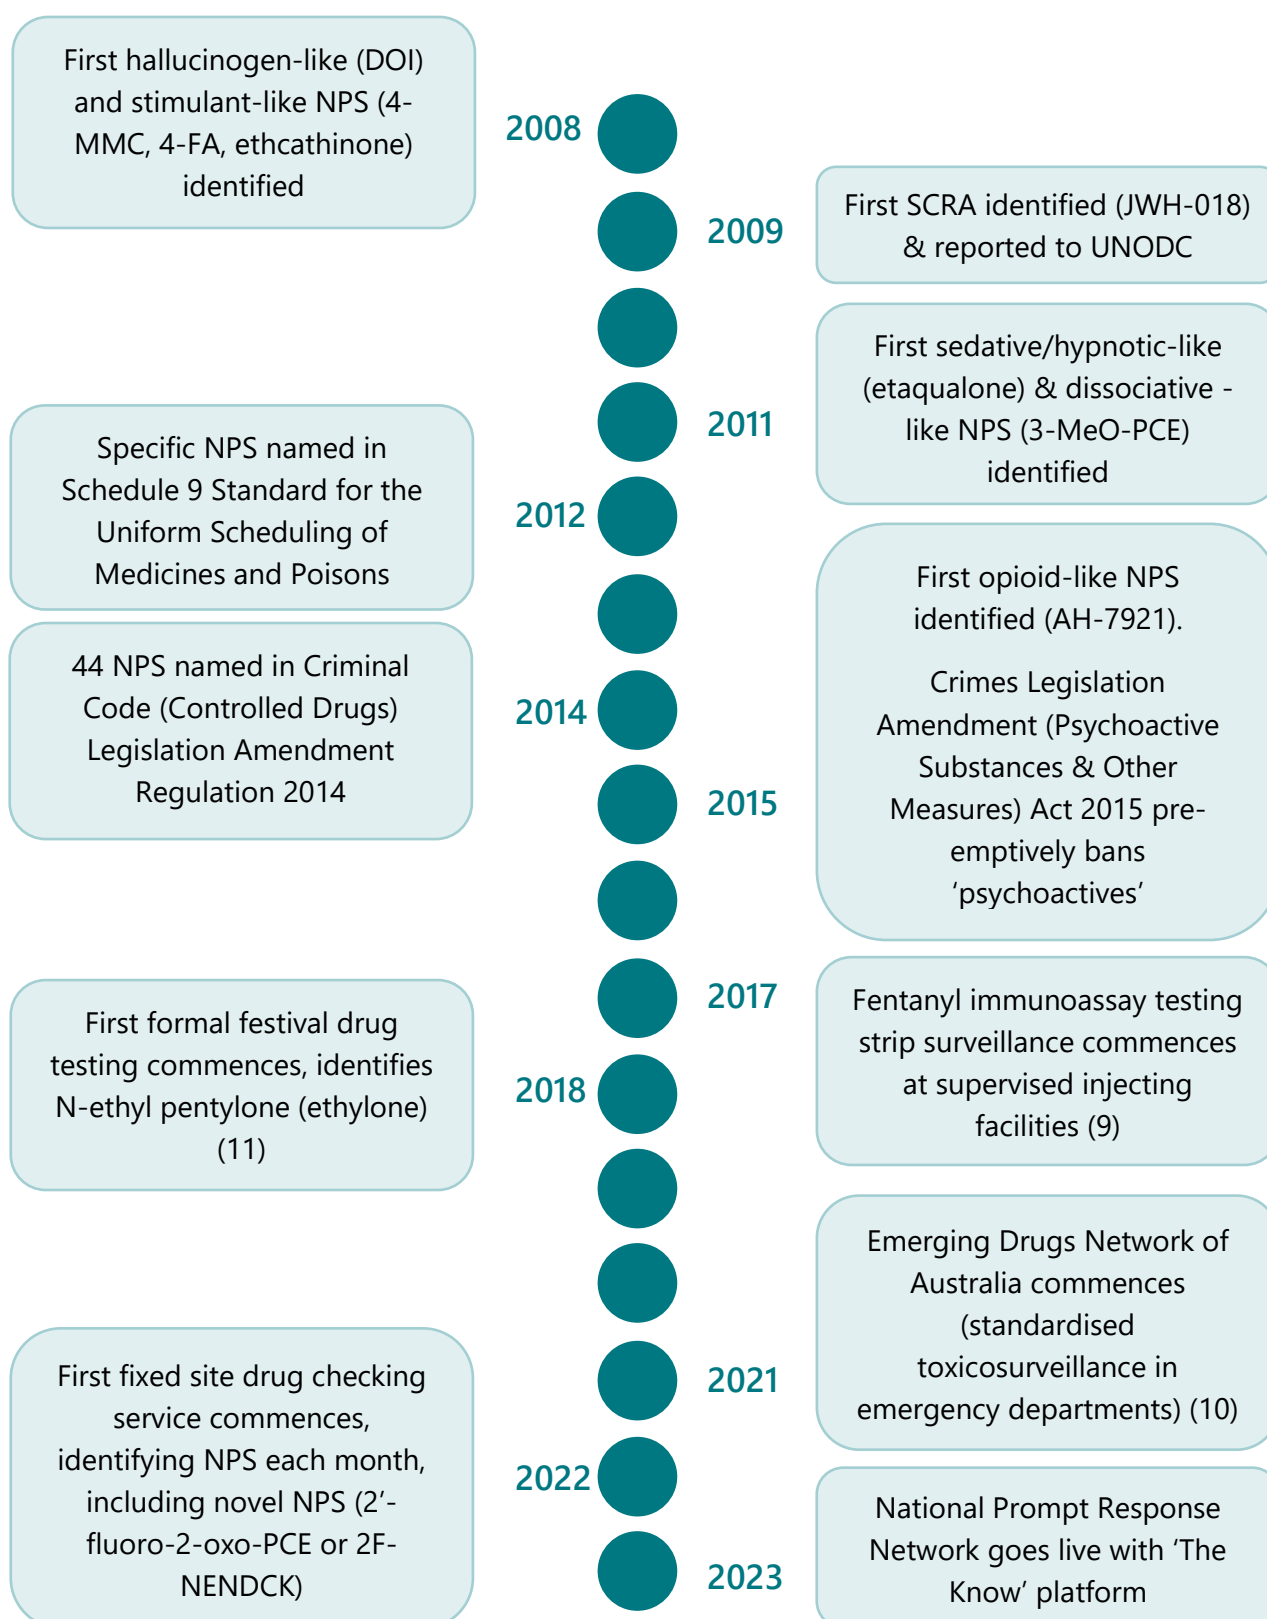 First hallucinogen-like (DOI)
and stimulant-like NPS (4-
MMC, 4-FA, ethcathinone)
identified
2008
2009
First SCRA identified (JWH-018)
& reported to UNODC
First sedative/hypnotic-like
(etaqualone) & dissociative -
like NPS (3-MeO-PCE)
identified
2011
Specific NPS named in
Schedule 9 Standard for the
Uniform Scheduling of
Medicines and Poisons
2012
44 NPS named in Criminal
Code (Controlled Drugs)
Legislation Amendment
Regulation 2014
2014
First opioid-like NPS
identified (AH-7921).
Crimes Legislation
Amendment (Psychoactive
Substances & Other
Measures) Act 2015 pre-
emptively bans
‘psychoactives’
2015
2017
Fentanyl immunoassay testing
strip surveillance commences
at supervised injecting
facilities (9)
First formal festival drug
testing commences, identifies
N-ethyl pentylone (ethylone)
(11)
2018
Emerging Drugs Network of
Australia commences
(standardised
toxicosurveillance in
emergency departments) (10)
2021
First fixed site drug checking
service commences,
identifying NPS each month,
including novel NPS (2’-
fluoro-2-oxo-PCE or 2F-
NENDCK)
2022
2023
National Prompt Response
Network goes live with ‘The
Know’ platform